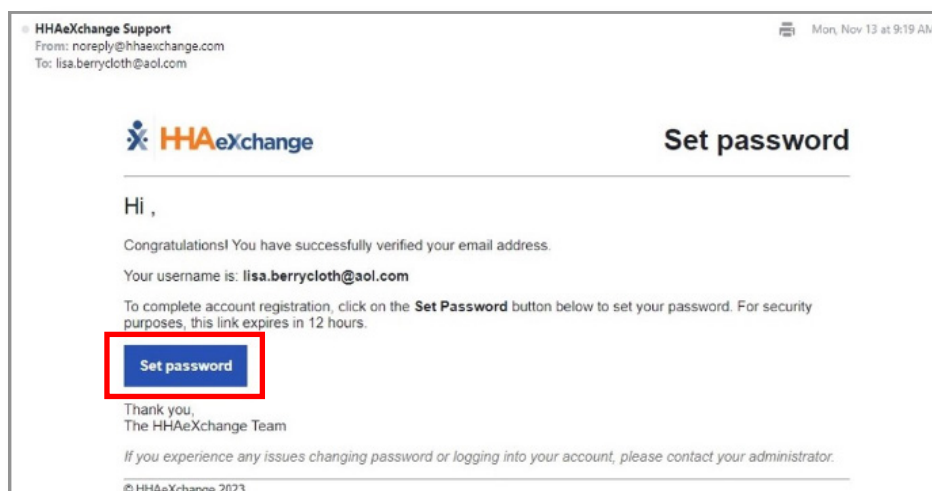 HHAeXchange Support
Mon, Nov 13 at 9:19 AM
From: noreply@hhaexchange.com
To: lisa.berrycloth@aol.com
HHAeXchange
Set password
Hi ,
Congratulations! You have successfully verified your email address.
Your username is: lisa.berrycloth@aol.com
To complete account registration, click on the Set Password button below to set your password. For security
purposes, this link expires in 12 hours.
Set password
Thank you,
The HHAeXchange Team
If you experience any issues changing password or logging into your account, please contact your administrator.
© HHAeXchange 2023